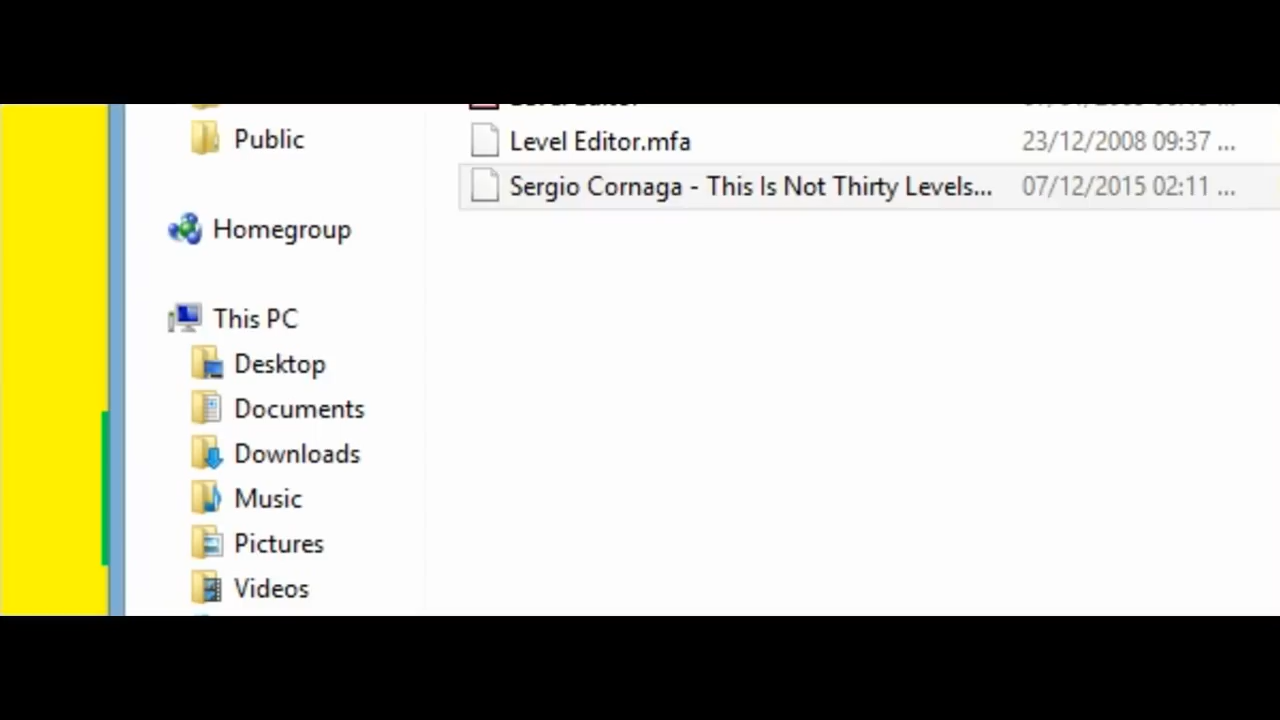 Public
Homegroup
This PC
Desktop
Documents
Downloads
Music
Pictures
Videos
Level Editor.mfa 23/12/2008 09:37 ...
Sergio Cornaga - This Is Not Thirty Levels... 07/12/2015 02:11 ...